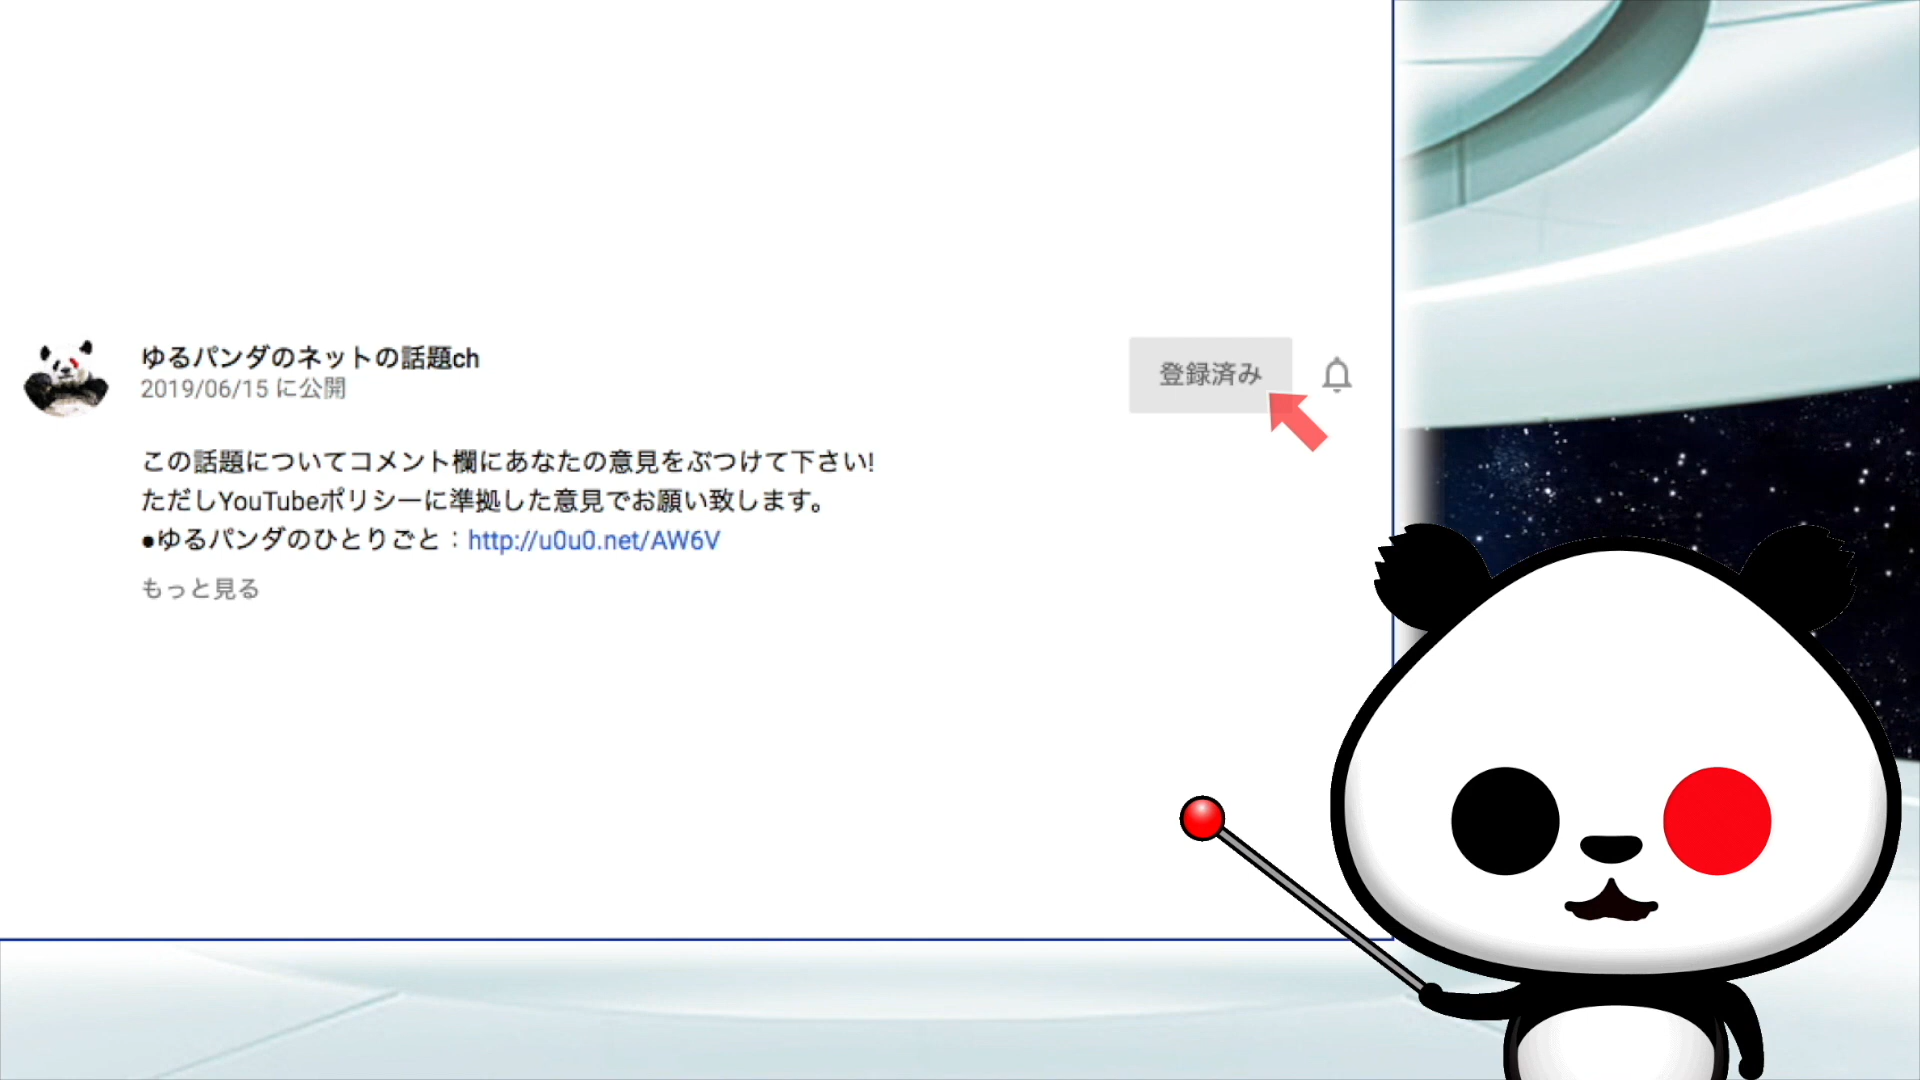 ゆるパンダのネットの話題ch
2019/06/15 に公開
登録済み
この話題についてコメント欄にあなたの意見をぶつけて下さい!
ただしYouTubeポリシーに準拠した意見でお願い致します。
●ゆるパンダのひとりごと：http://u0u0.net/AW6V
もっと見る